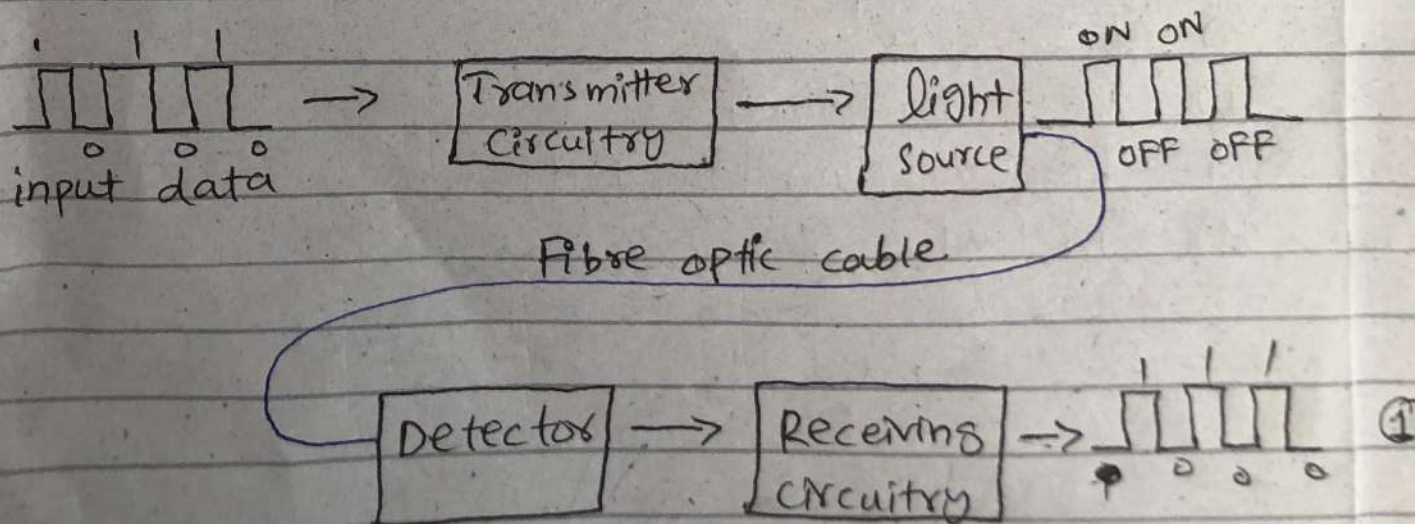 1 1 1
ON ON
Transmitter
Circuitry
light
source
0 0 0
OFF OFF
input data
Fibre optic cable
1 1 1
Detector
Receiving
circuitry
0 0 0